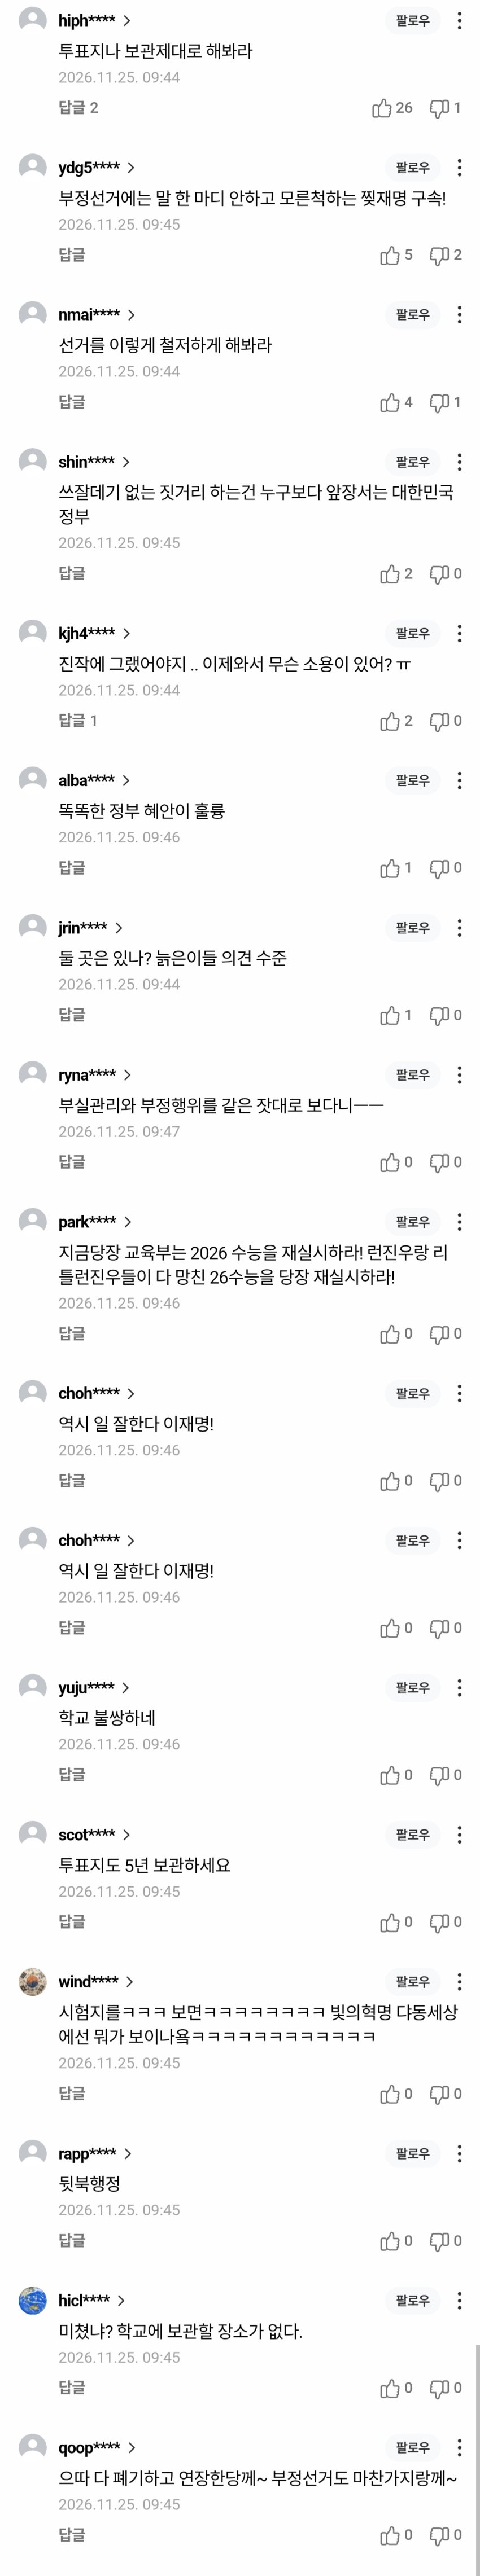 hiph**** >
팔로우
투표지나 보관제대로 해봐라
2026.11.25. 09:44
답글 2
26 1
ydg5**** >
팔로우
부정선거에는 말 한 마디 안하고 모른척하는 찢재명 구속!
2026.11.25. 09:45
답글
5 2
nmai**** >
팔로우
선거를 이렇게 철저하게 해봐라
2026.11.25. 09:44
답글
4 1
shin**** >
팔로우
쓰잘데기 없는 짓거리 하는건 누구보다 앞장서는 대한민국
정부
2026.11.25. 09:45
답글
2 0
kjh4**** >
팔로우
진작에 그랬어야지 .. 이제와서 무슨 소용이 있어? ㅠ
2026.11.25. 09:44
답글 1
2 0
alba**** >
팔로우
똑똑한 정부 혜안이 훌륭
2026.11.25. 09:46
답글
1 0
jrin**** >
팔로우
둘 곳은 있나? 늙은이들 의견 수준
2026.11.25. 09:44
답글
1 0
ryna**** >
팔로우
부실관리와 부정행위를 같은 잣대로 보다니ㅡㅡ
2026.11.25. 09:47
답글
0 0
park**** >
팔로우
지금당장 교육부는 2026 수능을 재실시하라! 런진우랑 리
틀런진우들이 다 망친 26수능을 당장 재실시하라!
2026.11.25. 09:46
답글
0 0
choh**** >
팔로우
역시 일 잘한다 이재명!
2026.11.25. 09:46
답글
0 0
choh**** >
팔로우
역시 일 잘한다 이재명!
2026.11.25. 09:46
답글
0 0
yuju**** >
팔로우
학교 불쌍하네
2026.11.25. 09:46
답글
0 0
scot**** >
팔로우
투표지도 5년 보관하세요
2026.11.25. 09:45
답글
0 0
wind**** >
팔로우
시험지를ㅋㅋㅋ 보면ㅋㅋㅋㅋㅋㅋㅋㅋ 빛의혁명 댜동세상
에선 뭐가 보이나욬ㅋㅋㅋㅋㅋㅋㅋㅋㅋㅋㅋㅋ
2026.11.25. 09:45
답글
0 0
rapp**** >
팔로우
뒷북행정
2026.11.25. 09:45
답글
0 0
hicl**** >
팔로우
미쳤냐? 학교에 보관할 장소가 없다.
2026.11.25. 09:45
답글
0 0
qoop**** >
팔로우
으따 다 폐기하고 연장한당께~ 부정선거도 마찬가지랑께~
2026.11.25. 09:45
답글
0 0